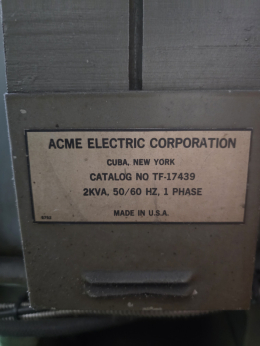 ACME ELECTRIC CORPORATION
CUBA, NEW YORK
CATALOG NO TF-17439
2KVA, 50/60 HZ, 1 PHASE
MADE IN U.S.A.